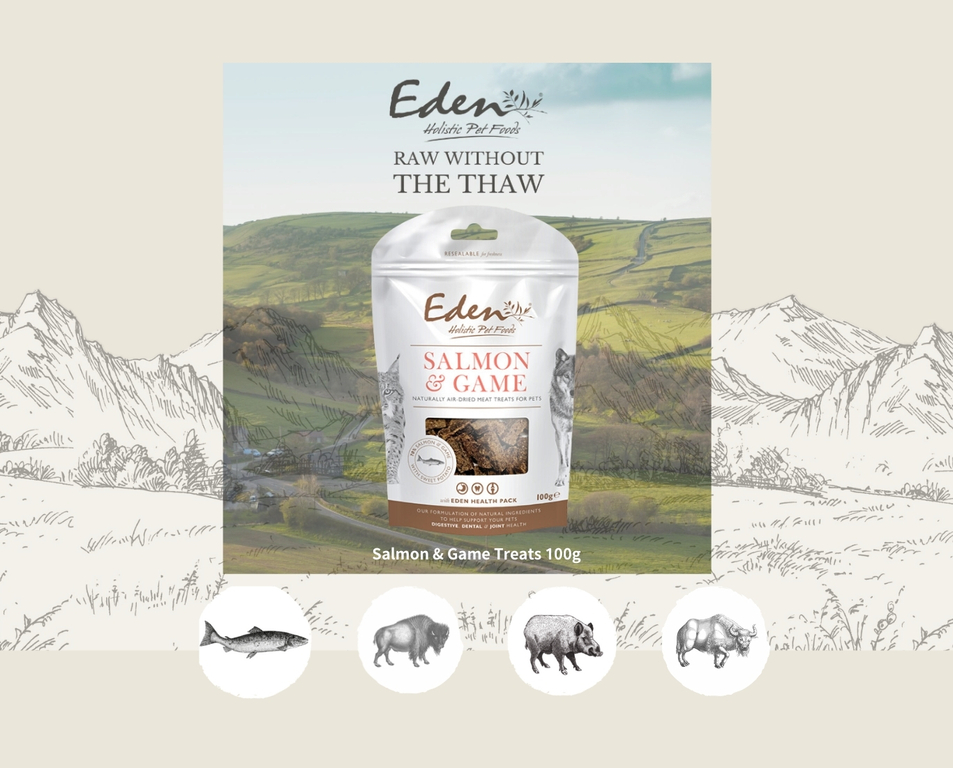 Eden
Holistic Pet Foods
RAW WITHOUT
THE THAW
RESEALABLE for freshness
Eden
Holistic Pet Foods
SALMON
& GAME
NATURALLY AIR-DRIED MEAT TREATS FOR PETS
with EDEN HEALTH PACK
100g℮
OUR FORMULATION OF NATURAL INGREDIENTS
TO HELP SUPPORT YOUR PETS
DIGESTIVE, DENTAL & JOINT HEALTH
Salmon & Game Treats 100g